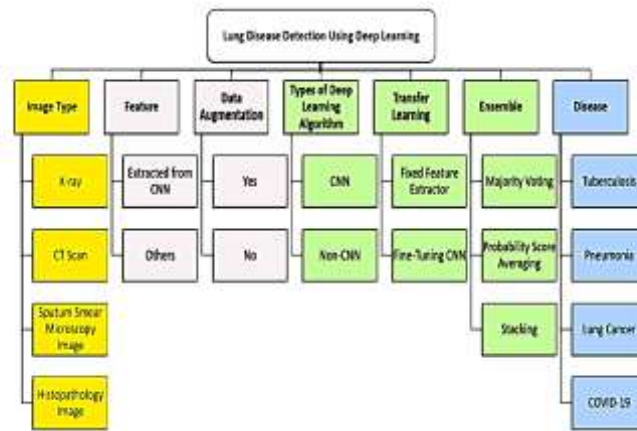 Lung Disease Detection Using Deep Learning
Image Type
Feature
Data
Augmentation
Types of Deep
Learning
Algorithm
Transfer
Learning
Ensemble
Disease
X-ray
Extracted from
CNN
Yes
CNN
Fixed Feature
Extractor
Majority Voting
Tuberculosis
CT Scan
Others
No
Non-CNN
Fine-Tuning CNN
Probability Score
Averaging
Pneumonia
Sputum Smear
Microscopy
Image
Stacking
Lung Cancer
Histopathology
Image
COVID-19